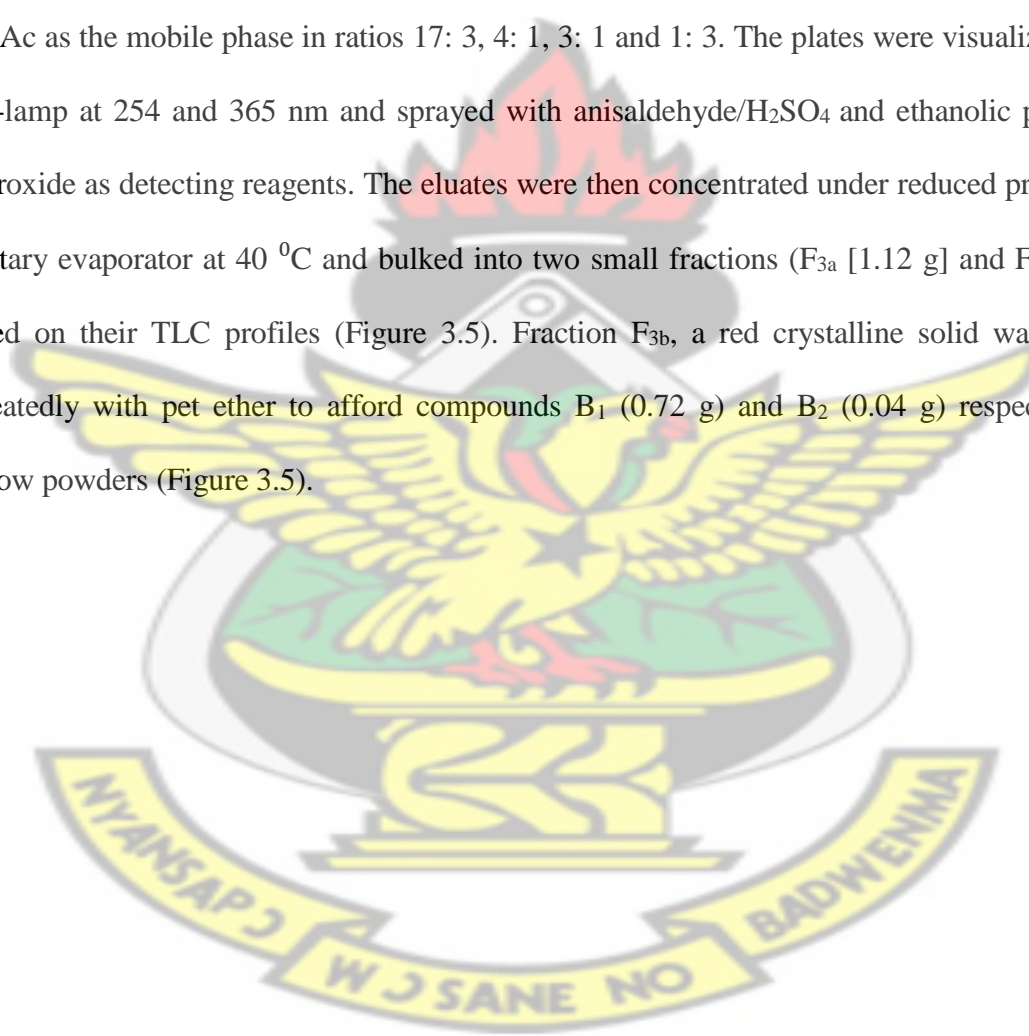 Ac as the mobile phase in ratios 17: 3, 4: 1, 3: 1 and 1: 3. The plates were visualiz
-lamp at 254 and 365 nm and sprayed with anisaldehyde/H₂SO₄ and ethanolic p
roxide as detecting reagents. The eluates were then concentrated under reduced pr
tary evaporator at 40 ⁰C and bulked into two small fractions (F₃ₐ [1.12 g] and F
ed on their TLC profiles (Figure 3.5). Fraction F3b, a red crystalline solid wa
eatedly with pet ether to afford compounds B₁ (0.72 g) and B₂ (0.04 g) respec
ow powders (Figure 3.5).
NYANSAPƆ
WƆSANE NO
BADWENMA